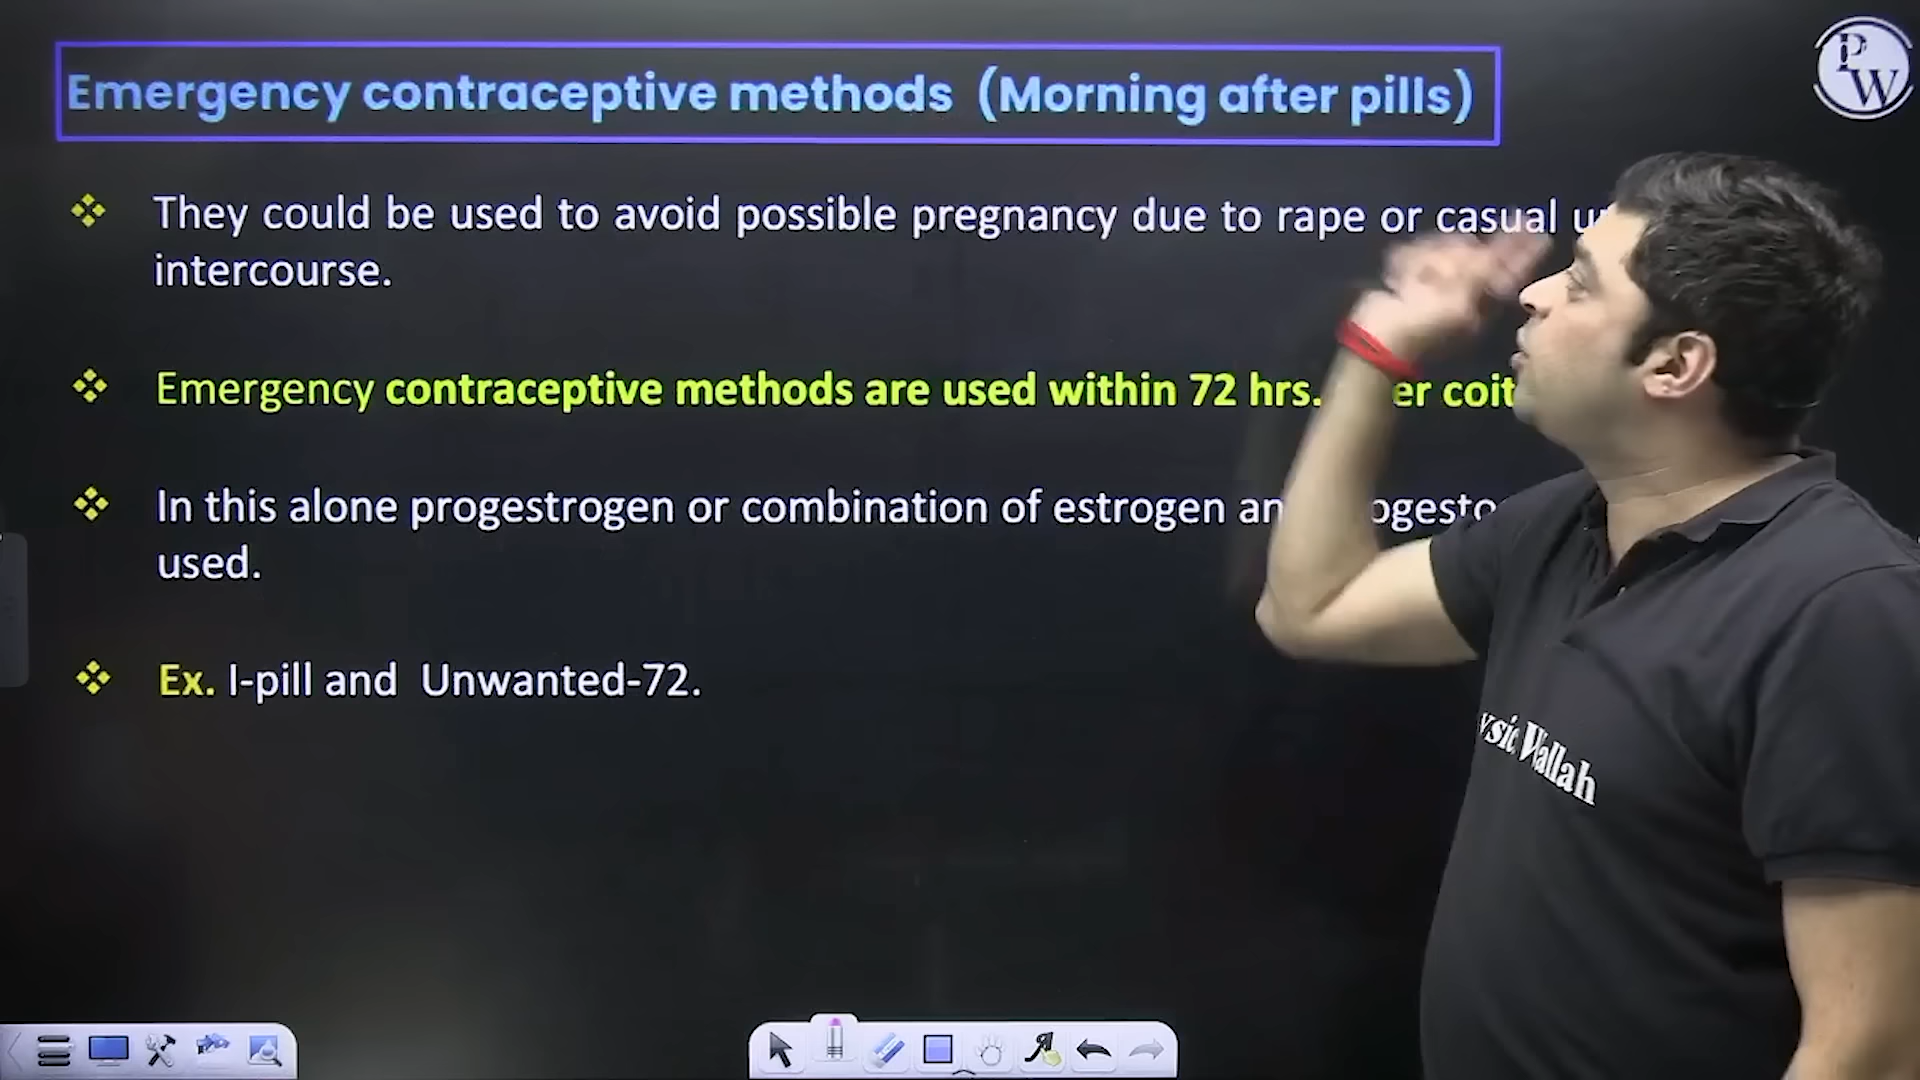 Emergency contraceptive methods (Morning after pills)
They could be used to avoid possible pregnancy due to rape or casual
intercourse.
Emergency contraceptive methods are used within 72 hrs.
In this alone progestrogen or combination of estrogen
used.
Ex. I-pill and Unwanted-72.
PW
Wallah